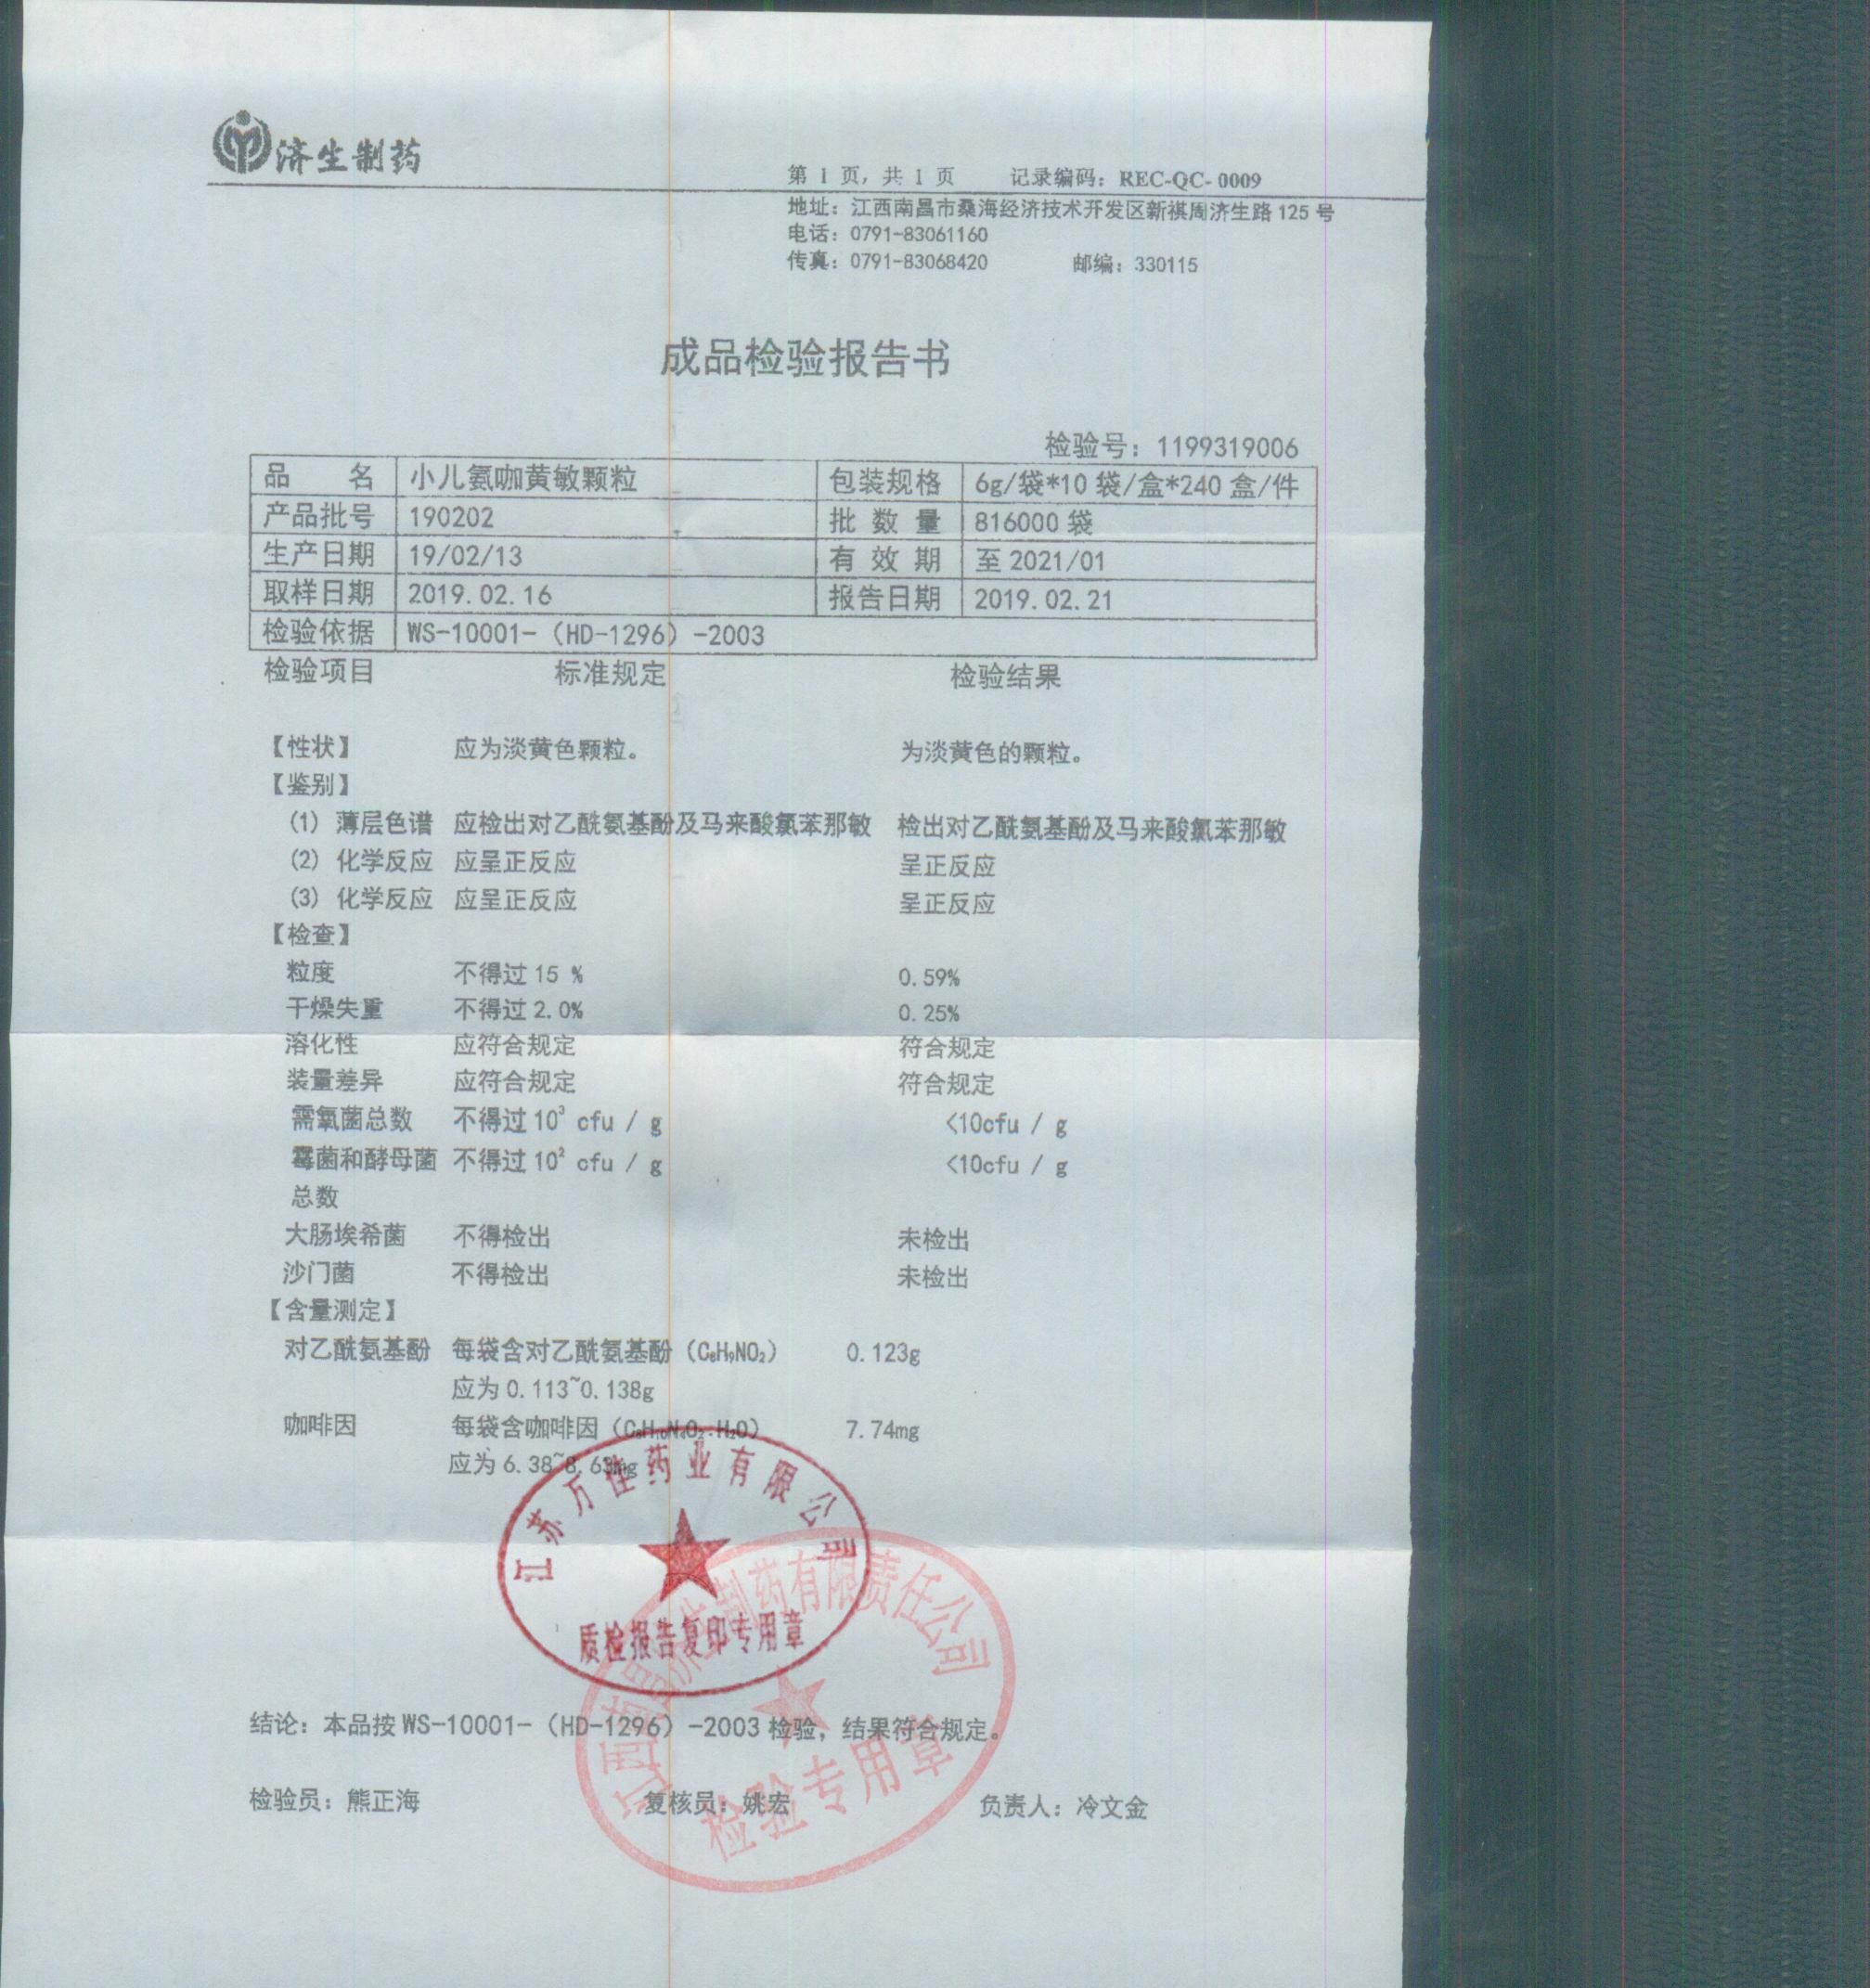 济生制药
第 1 页，共 1 页 记录编码：REC-QC- 0009
地址：江西南昌市桑海经济技术开发区新祺周济生路 125 号
电话：0791-83061160
传真：0791-83068420 邮编：330115
成品检验报告书
检验号：1199319006
品 名 小儿氨咖黄敏颗粒 包装规格 6g/袋*10 袋/盒*240 盒/件
产品批号 190202 批 数 量 816000 袋
生产日期 19/02/13 有 效 期 至 2021/01
取样日期 2019.02.16 报告日期 2019.02.21
检验依据 WS-10001-（HD-1296）-2003
检验项目 标准规定 检验结果
【性状】 应为淡黄色颗粒。 为淡黄色的颗粒。
【鉴别】
(1) 薄层色谱 应检出对乙酰氨基酚及马来酸氯苯那敏 检出对乙酰氨基酚及马来酸氯苯那敏
(2) 化学反应 应呈正反应 呈正反应
(3) 化学反应 应呈正反应 呈正反应
【检查】
粒度 不得过 15 % 0.59%
干燥失重 不得过 2.0% 0.25%
溶化性 应符合规定 符合规定
装量差异 应符合规定 符合规定
需氧菌总数 不得过 10³ cfu / g <10cfu / g
霉菌和酵母菌 不得过 10² cfu / g <10cfu / g
总数
大肠埃希菌 不得检出 未检出
沙门菌 不得检出 未检出
【含量测定】
对乙酰氨基酚 每袋含对乙酰氨基酚（C₈H₉NO₂） 0.123g
应为 0.113~0.138g
咖啡因 每袋含咖啡因（C₈H₁₀N₄O₂·H₂O） 7.74mg
应为 6.38~8.63mg
江苏万佳药业有限公司
质检报告复印专用章
江西南昌济生制药有限责任公司
检验专用章
结论：本品按 WS-10001-（HD-1296）-2003 检验，结果符合规定。
检验员：熊正海 复核员：姚宏 负责人：冷文金